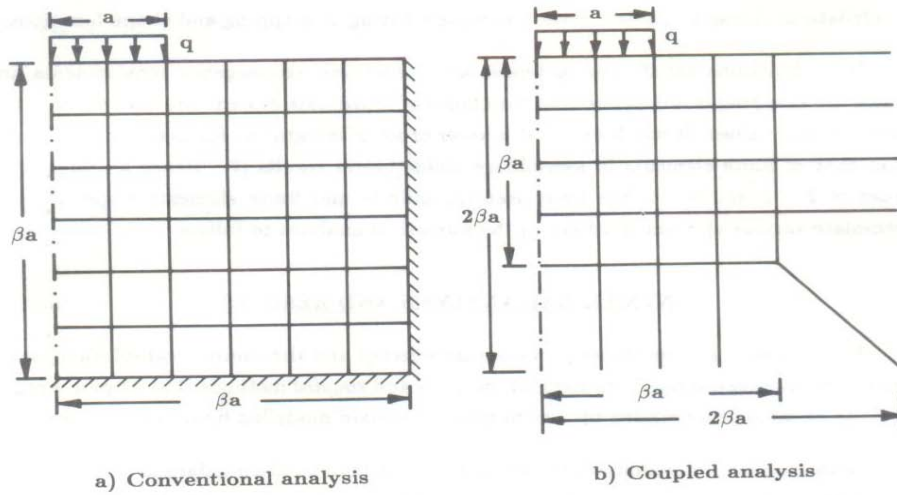 a
q
βa
βa
a) Conventional analysis
a
q
βa
2βa
βa
2βa
b) Coupled analysis